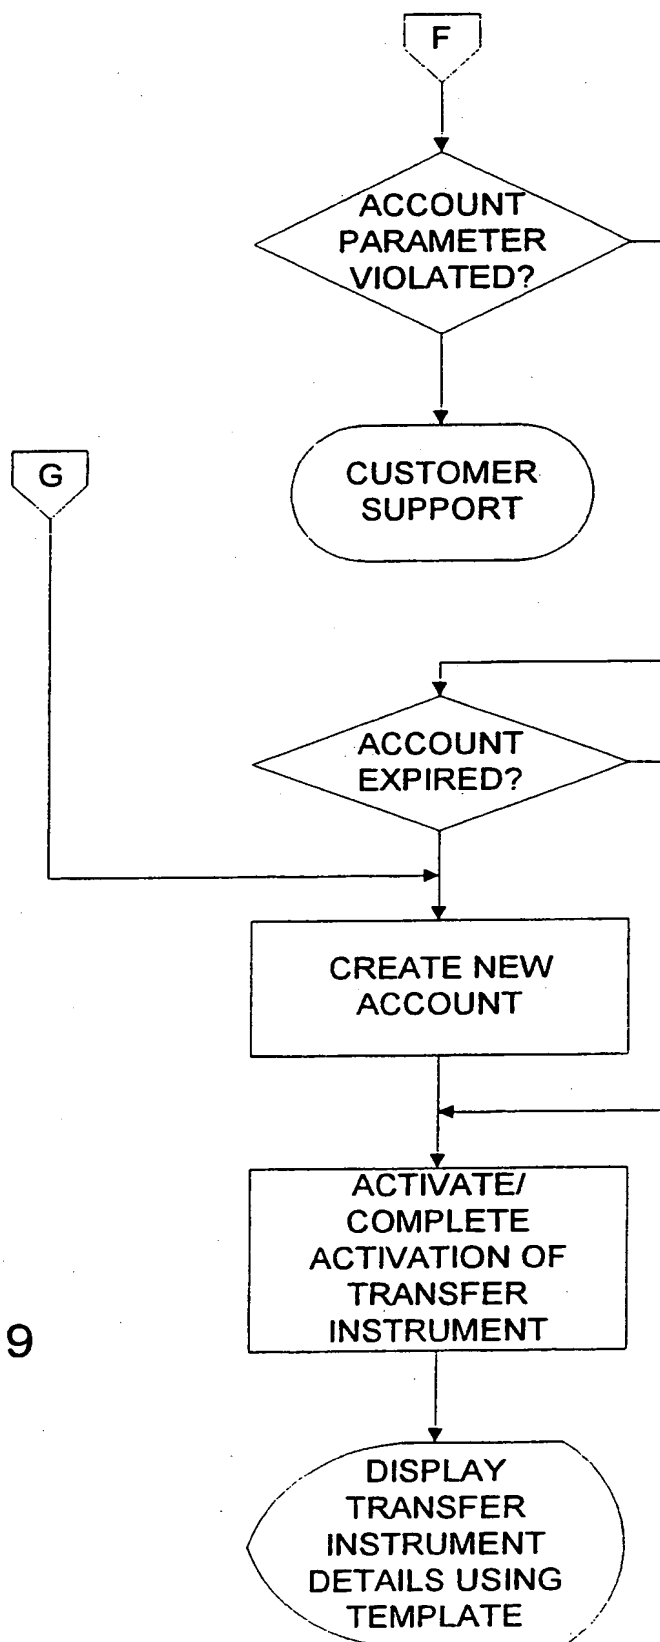 F
ACCOUNT
PARAMETER
VIOLATED?
CUSTOMER
SUPPORT
G
ACCOUNT
EXPIRED?
CREATE NEW
ACCOUNT
ACTIVATE/
COMPLETE
ACTIVATION OF
TRANSFER
INSTRUMENT
9
DISPLAY
TRANSFER
INSTRUMENT
DETAILS USING
TEMPLATE